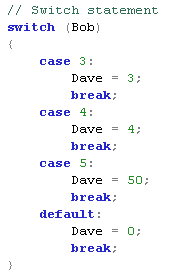 // Switch statement
switch (Bob)
{
    case 3:
        Dave = 3;
        break;
    case 4:
        Dave = 4;
        break;
    case 5:
        Dave = 50;
        break;
    default:
        Dave = 0;
        break;
}